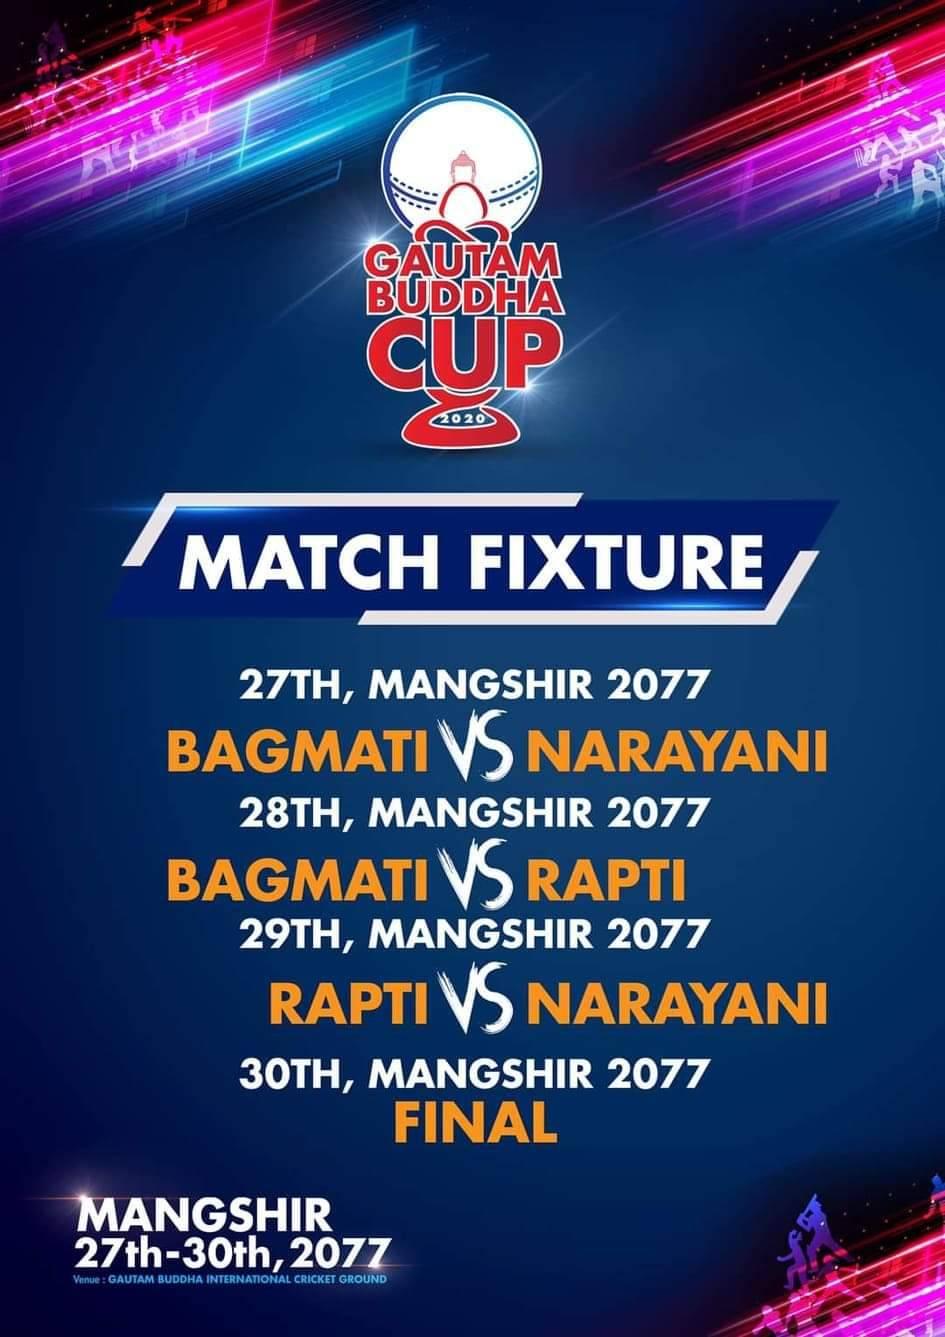 GAUTAM
BUDDHA
CUP
2020
MATCH FIXTURE
27TH, MANGSHIR 2077
BAGMATI VS NARAYANI
28TH, MANGSHIR 2077
BAGMATI VS RAPTI
29TH, MANGSHIR 2077
RAPTI VS NARAYANI
30TH, MANGSHIR 2077
FINAL
MANGSHIR
27th-30th, 2077
Venue : GAUTAM BUDDHA INTERNATIONAL CRICKET GROUND